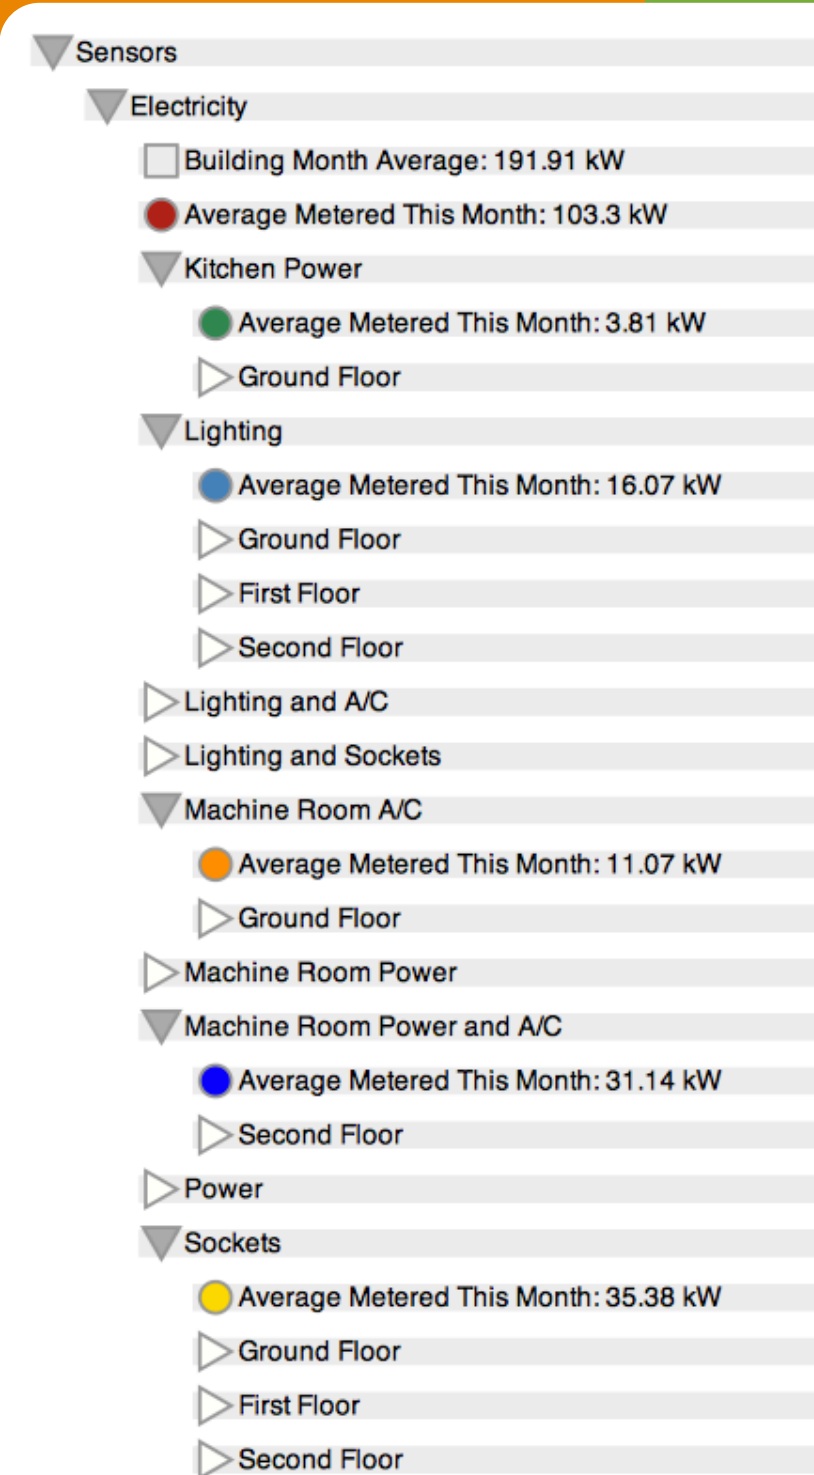 Sensors
Electricity
Building Month Average: 191.91 kW
Average Metered This Month: 103.3 kW
Kitchen Power
Average Metered This Month: 3.81 kW
Ground Floor
Lighting
Average Metered This Month: 16.07 kW
Ground Floor
First Floor
Second Floor
Lighting and A/C
Lighting and Sockets
Machine Room A/C
Average Metered This Month: 11.07 kW
Ground Floor
Machine Room Power
Machine Room Power and A/C
Average Metered This Month: 31.14 kW
Second Floor
Power
Sockets
Average Metered This Month: 35.38 kW
Ground Floor
First Floor
Second Floor